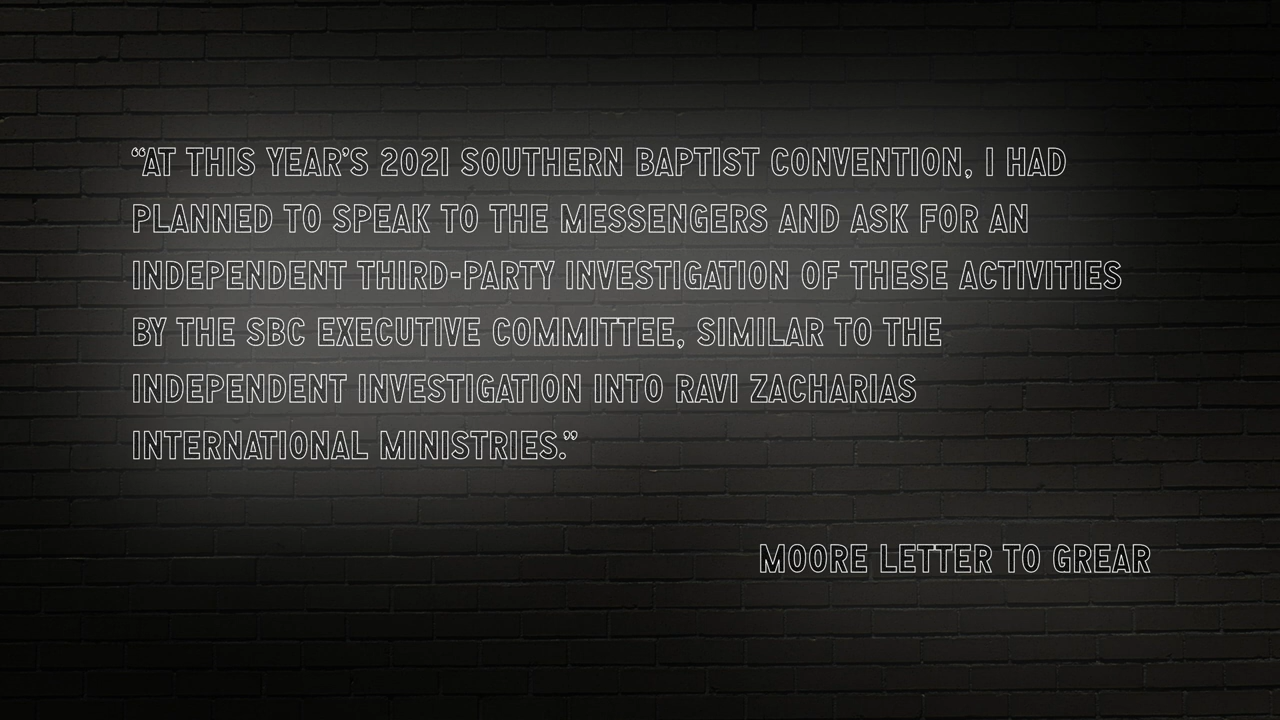 “AT THIS YEAR’S 2021 SOUTHERN BAPTIST CONVENTION, I HAD
PLANNED TO SPEAK TO THE MESSENGERS AND ASK FOR AN
INDEPENDENT THIRD-PARTY INVESTIGATION OF THESE ACTIVITIES
BY THE SBC EXECUTIVE COMMITTEE, SIMILAR TO THE
INDEPENDENT INVESTIGATION INTO RAVI ZACHARIAS
INTERNATIONAL MINISTRIES.”
MOORE LETTER TO GREAR